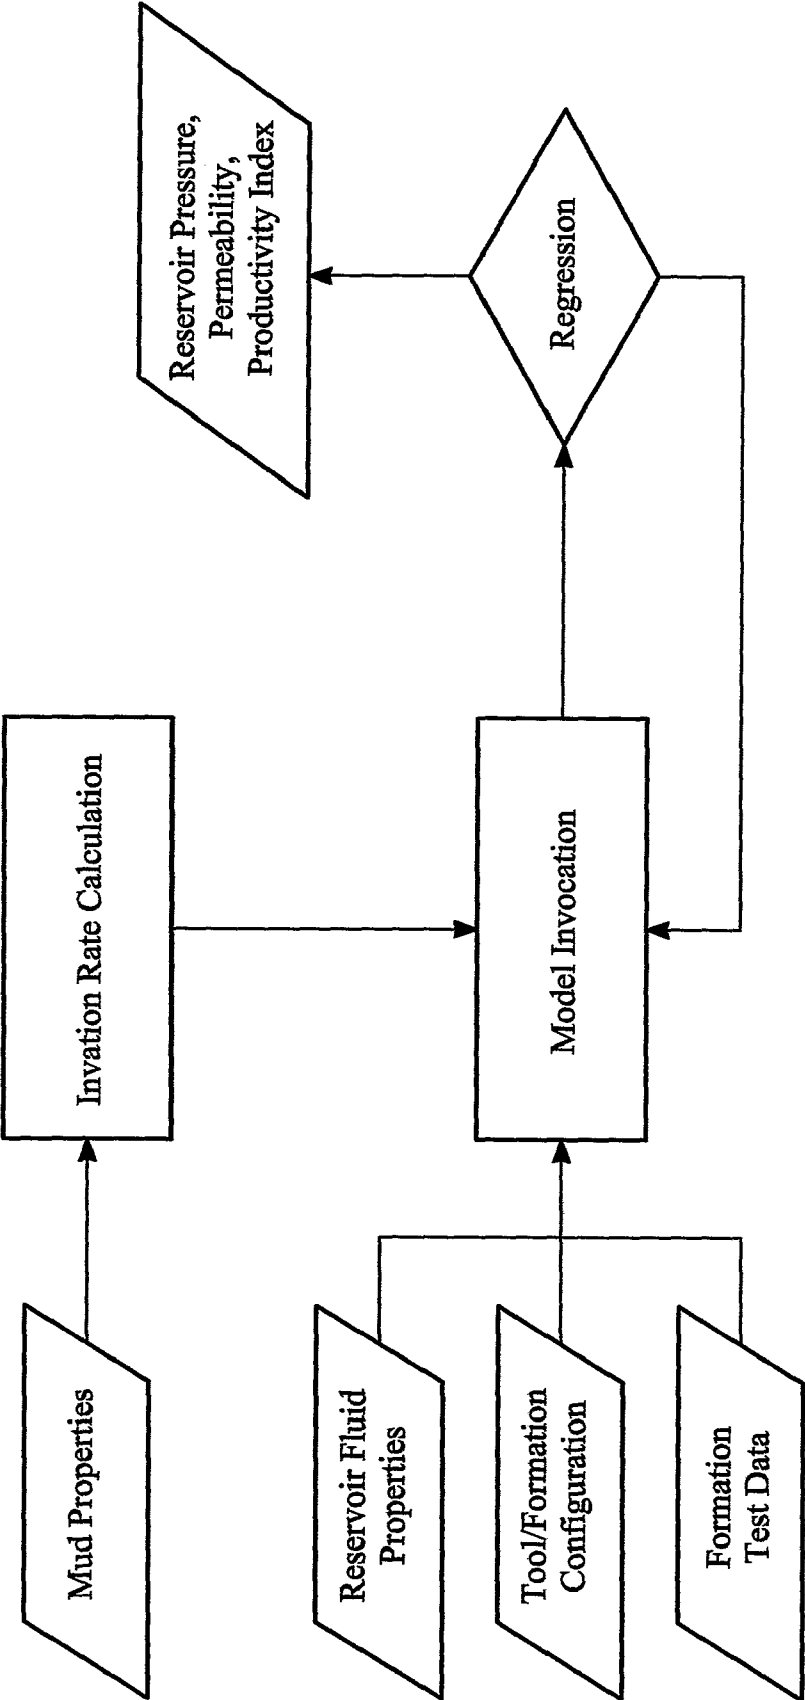 Mud Properties
Invation Rate Calculation
Reservoir Pressure,
Permeability,
Productivity Index
Reservoir Fluid
Properties
Tool/Formation
Configuration
Formation
Test Data
Model Invocation
Regression